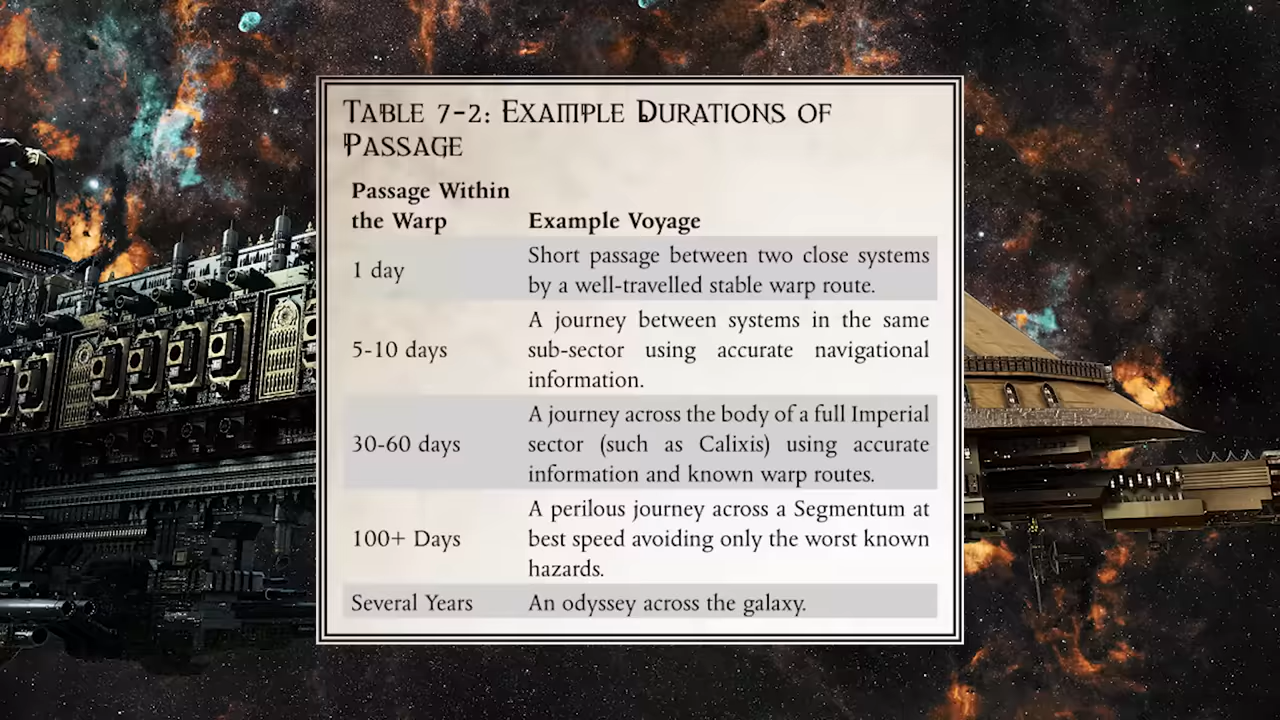 Table 7-2: Example Durations of
Passage
Passage Within
the Warp
Example Voyage
1 day
Short passage between two close systems
by a well-travelled stable warp route.
5-10 days
A journey between systems in the same
sub-sector using accurate navigational
information.
30-60 days
A journey across the body of a full Imperial
sector (such as Calixis) using accurate
information and known warp routes.
100+ Days
A perilous journey across a Segmentum at
best speed avoiding only the worst known
hazards.
Several Years
An odyssey across the galaxy.